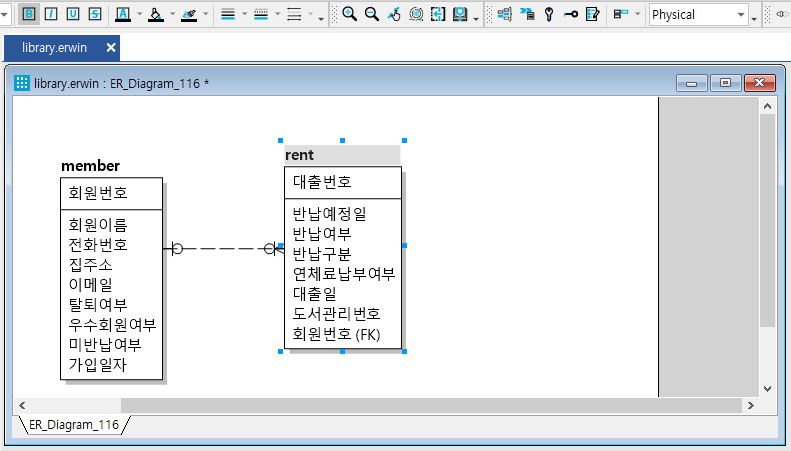 B I U S A Physical
library.erwin
library.erwin : ER_Diagram_116 *
member
회원번호
회원이름
전화번호
집주소
이메일
탈퇴여부
우수회원여부
미반납여부
가입일자
rent
대출번호
반납예정일
반납여부
반납구분
연체료납부여부
대출일
도서관리번호
회원번호 (FK)
ER_Diagram_116